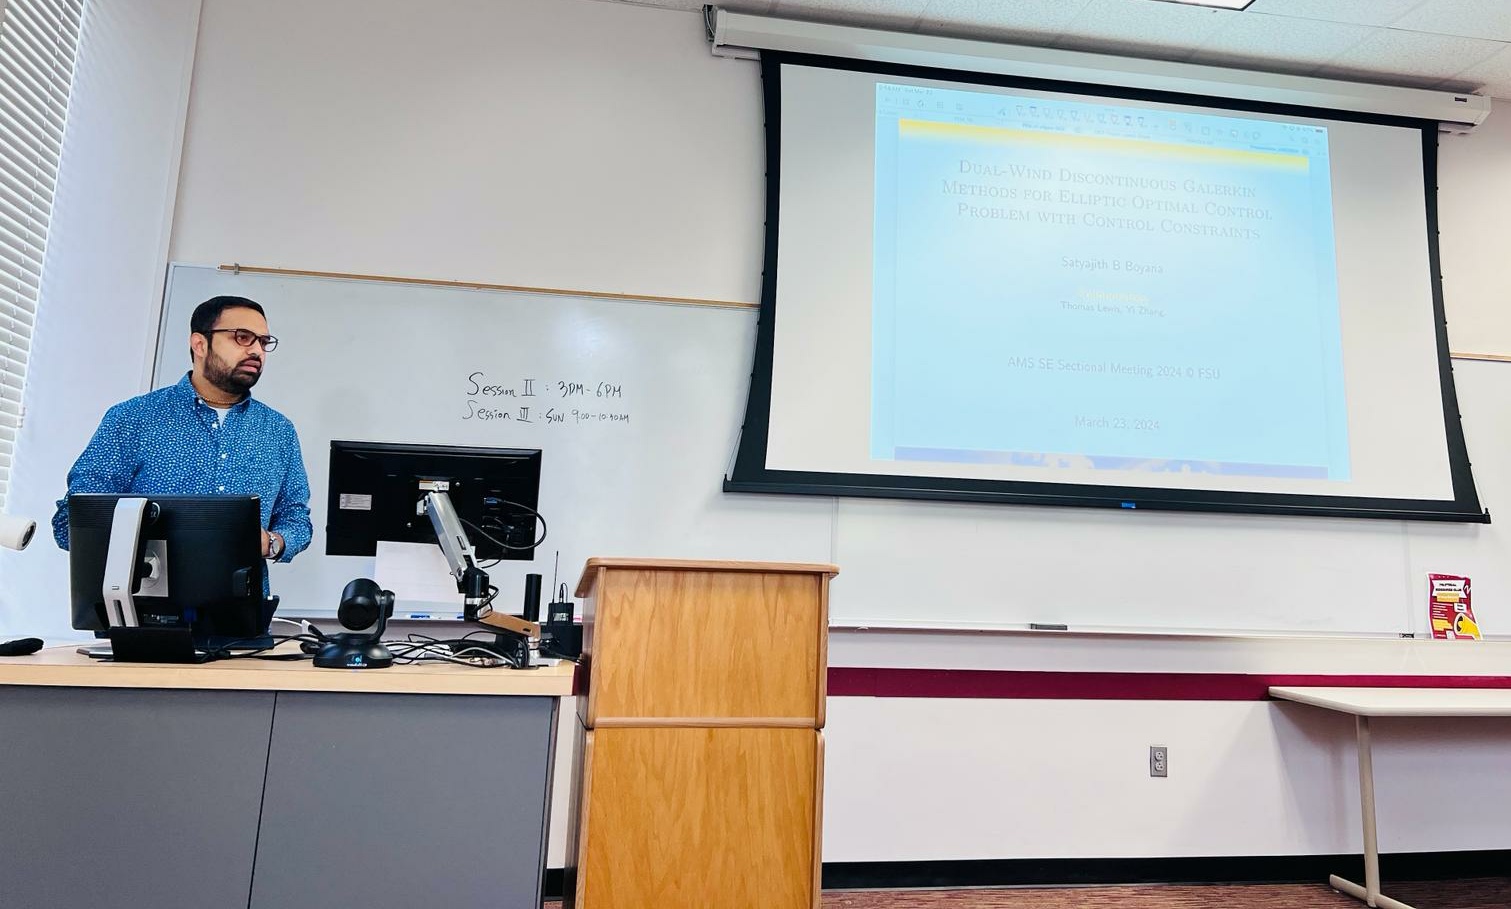 Session II : 3PM - 6PM
Session III : SUN 9:00-10:30AM
DUAL-WIND DISCONTINUOUS GALERKIN
METHODS FOR ELLIPTIC OPTIMAL CONTROL
PROBLEM WITH CONTROL CONSTRAINTS
Satyajith B Boyana
Thomas Lewis, Yi Zhang
AMS SE Sectional Meeting 2024 @ FSU
March 23, 2024